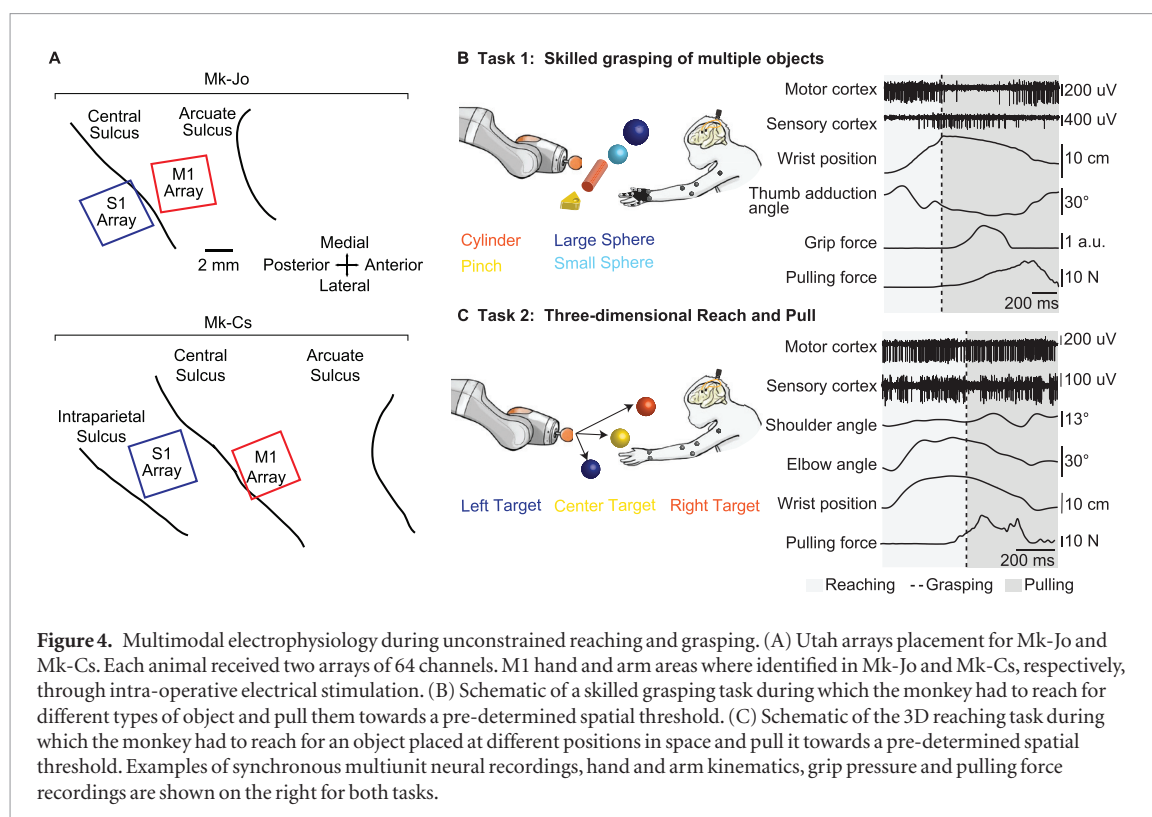 A
Mk-Jo
Central
Sulcus
Arcuate
Sulcus
M1
Array
S1
Array
2 mm
Medial
Posterior
Anterior
Lateral
Mk-Cs
Central
Sulcus
Arcuate
Sulcus
Intraparietal
Sulcus
S1
Array
M1
Array
B Task 1: Skilled grasping of multiple objects
Cylinder
Large Sphere
Pinch
Small Sphere
Motor cortex
200 uV
Sensory cortex
400 uV
Wrist position
10 cm
Thumb adduction
angle
30°
Grip force
1 a.u.
Pulling force
10 N
200 ms
C Task 2: Three-dimensional Reach and Pull
Left Target
Center Target
Right Target
Motor cortex
200 uV
Sensory cortex
100 uV
Shoulder angle
13°
Elbow angle
30°
Wrist position
10 cm
Pulling force
10 N
200 ms
Reaching
Grasping
Pulling
Figure 4. Multimodal electrophysiology during unconstrained reaching and grasping. (A) Utah arrays placement for Mk-Jo and
Mk-Cs. Each animal received two arrays of 64 channels. M1 hand and arm areas where identified in Mk-Jo and Mk-Cs, respectively,
through intra-operative electrical stimulation. (B) Schematic of a skilled grasping task during which the monkey had to reach for
different types of object and pull them towards a pre-determined spatial threshold. (C) Schematic of the 3D reaching task during
which the monkey had to reach for an object placed at different positions in space and pull it towards a pre-determined spatial
threshold. Examples of synchronous multiunit neural recordings, hand and arm kinematics, grip pressure and pulling force
recordings are shown on the right for both tasks.